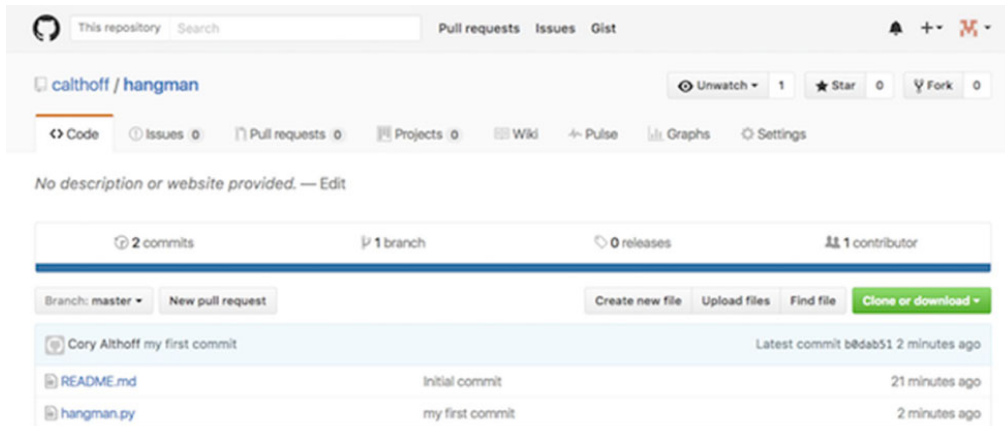 This repository Search Pull requests Issues Gist
calthoff / hangman Unwatch 1 Star 0 Fork 0
Code Issues 0 Pull requests 0 Projects 0 Wiki Pulse Graphs Settings
No description or website provided. — Edit
2 commits 1 branch 0 releases 1 contributor
Branch: master New pull request Create new file Upload files Find file Clone or download
Cory Althoff my first commit Latest commit b0dab51 2 minutes ago
README.md Initial commit 21 minutes ago
hangman.py my first commit 2 minutes ago